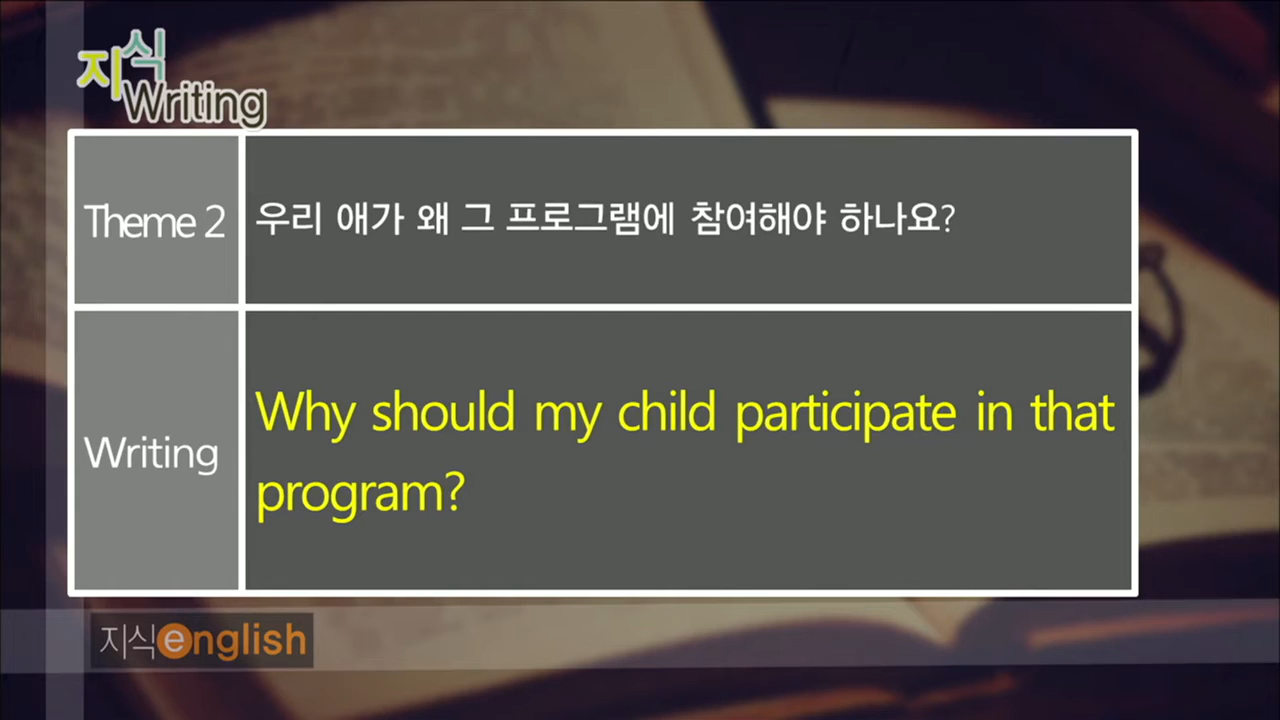 지식
Writing
Theme 2
우리 애가 왜 그 프로그램에 참여해야 하나요?
Writing
Why should my child participate in that
program?
지식english